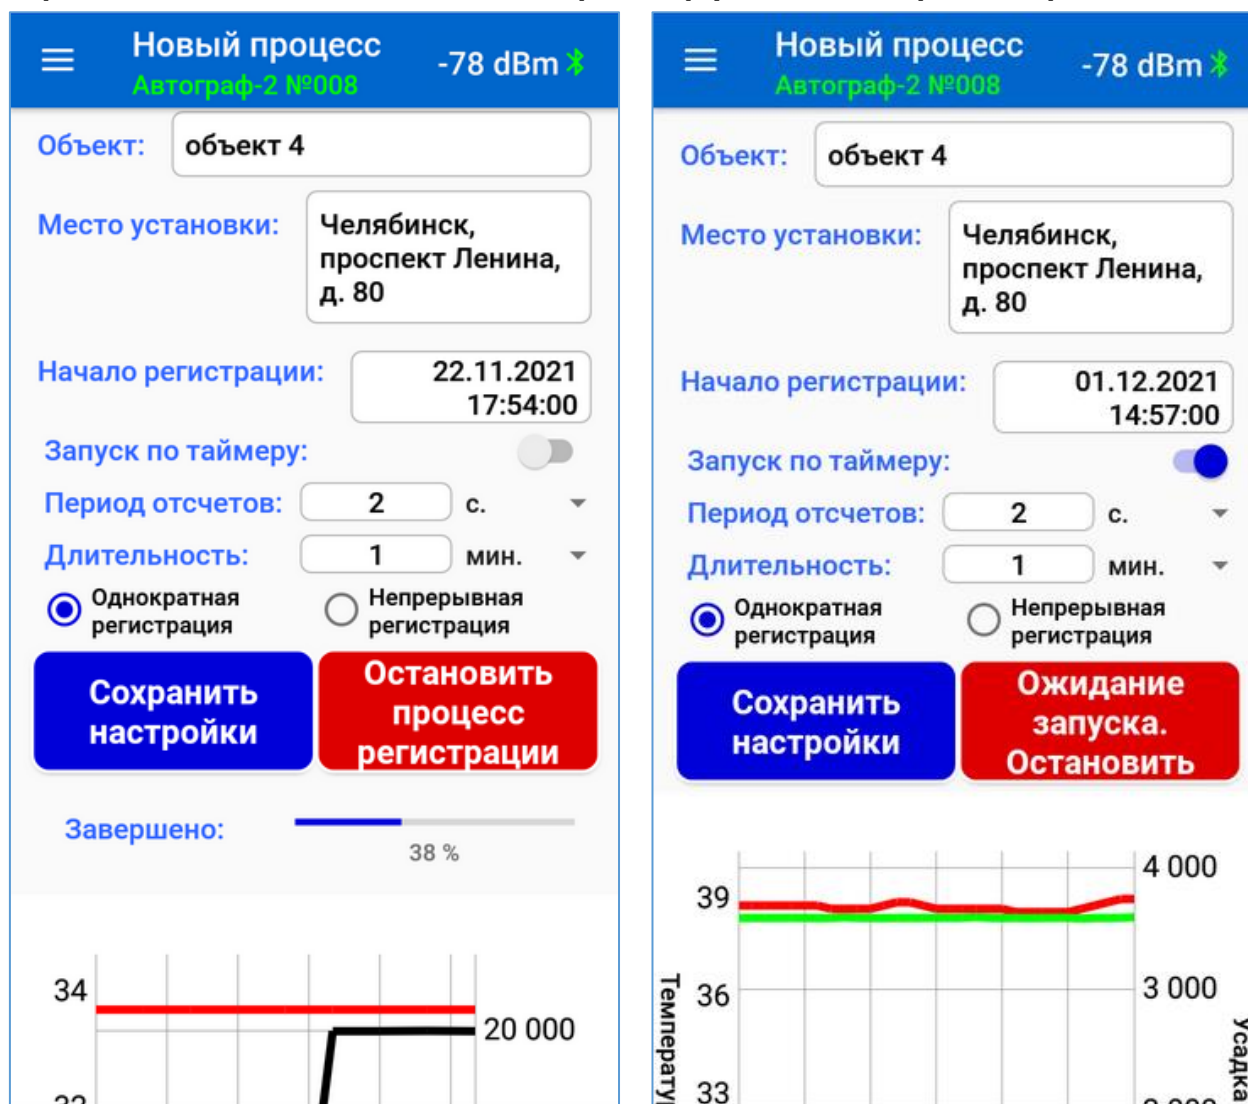 Новый процесс
Автограф-2 №008
-78 dBm
Объект:
объект 4
Место установки:
Челябинск,
проспект Ленина,
д. 80
Начало регистрации:
22.11.2021
17:54:00
Запуск по таймеру:
Период отсчетов:
2
с.
Длительность:
1
мин.
Однократная
регистрация
Непрерывная
регистрация
Сохранить
настройки
Остановить
процесс
регистрации
Завершено:
38 %
34
20 000
Новый процесс
Автограф-2 №008
-78 dBm
Объект:
объект 4
Место установки:
Челябинск,
проспект Ленина,
д. 80
Начало регистрации:
01.12.2021
14:57:00
Запуск по таймеру:
Период отсчетов:
2
с.
Длительность:
1
мин.
Однократная
регистрация
Непрерывная
регистрация
Сохранить
настройки
Ожидание
запуска.
Остановить
39
4 000
36
3 000
33
Усадка